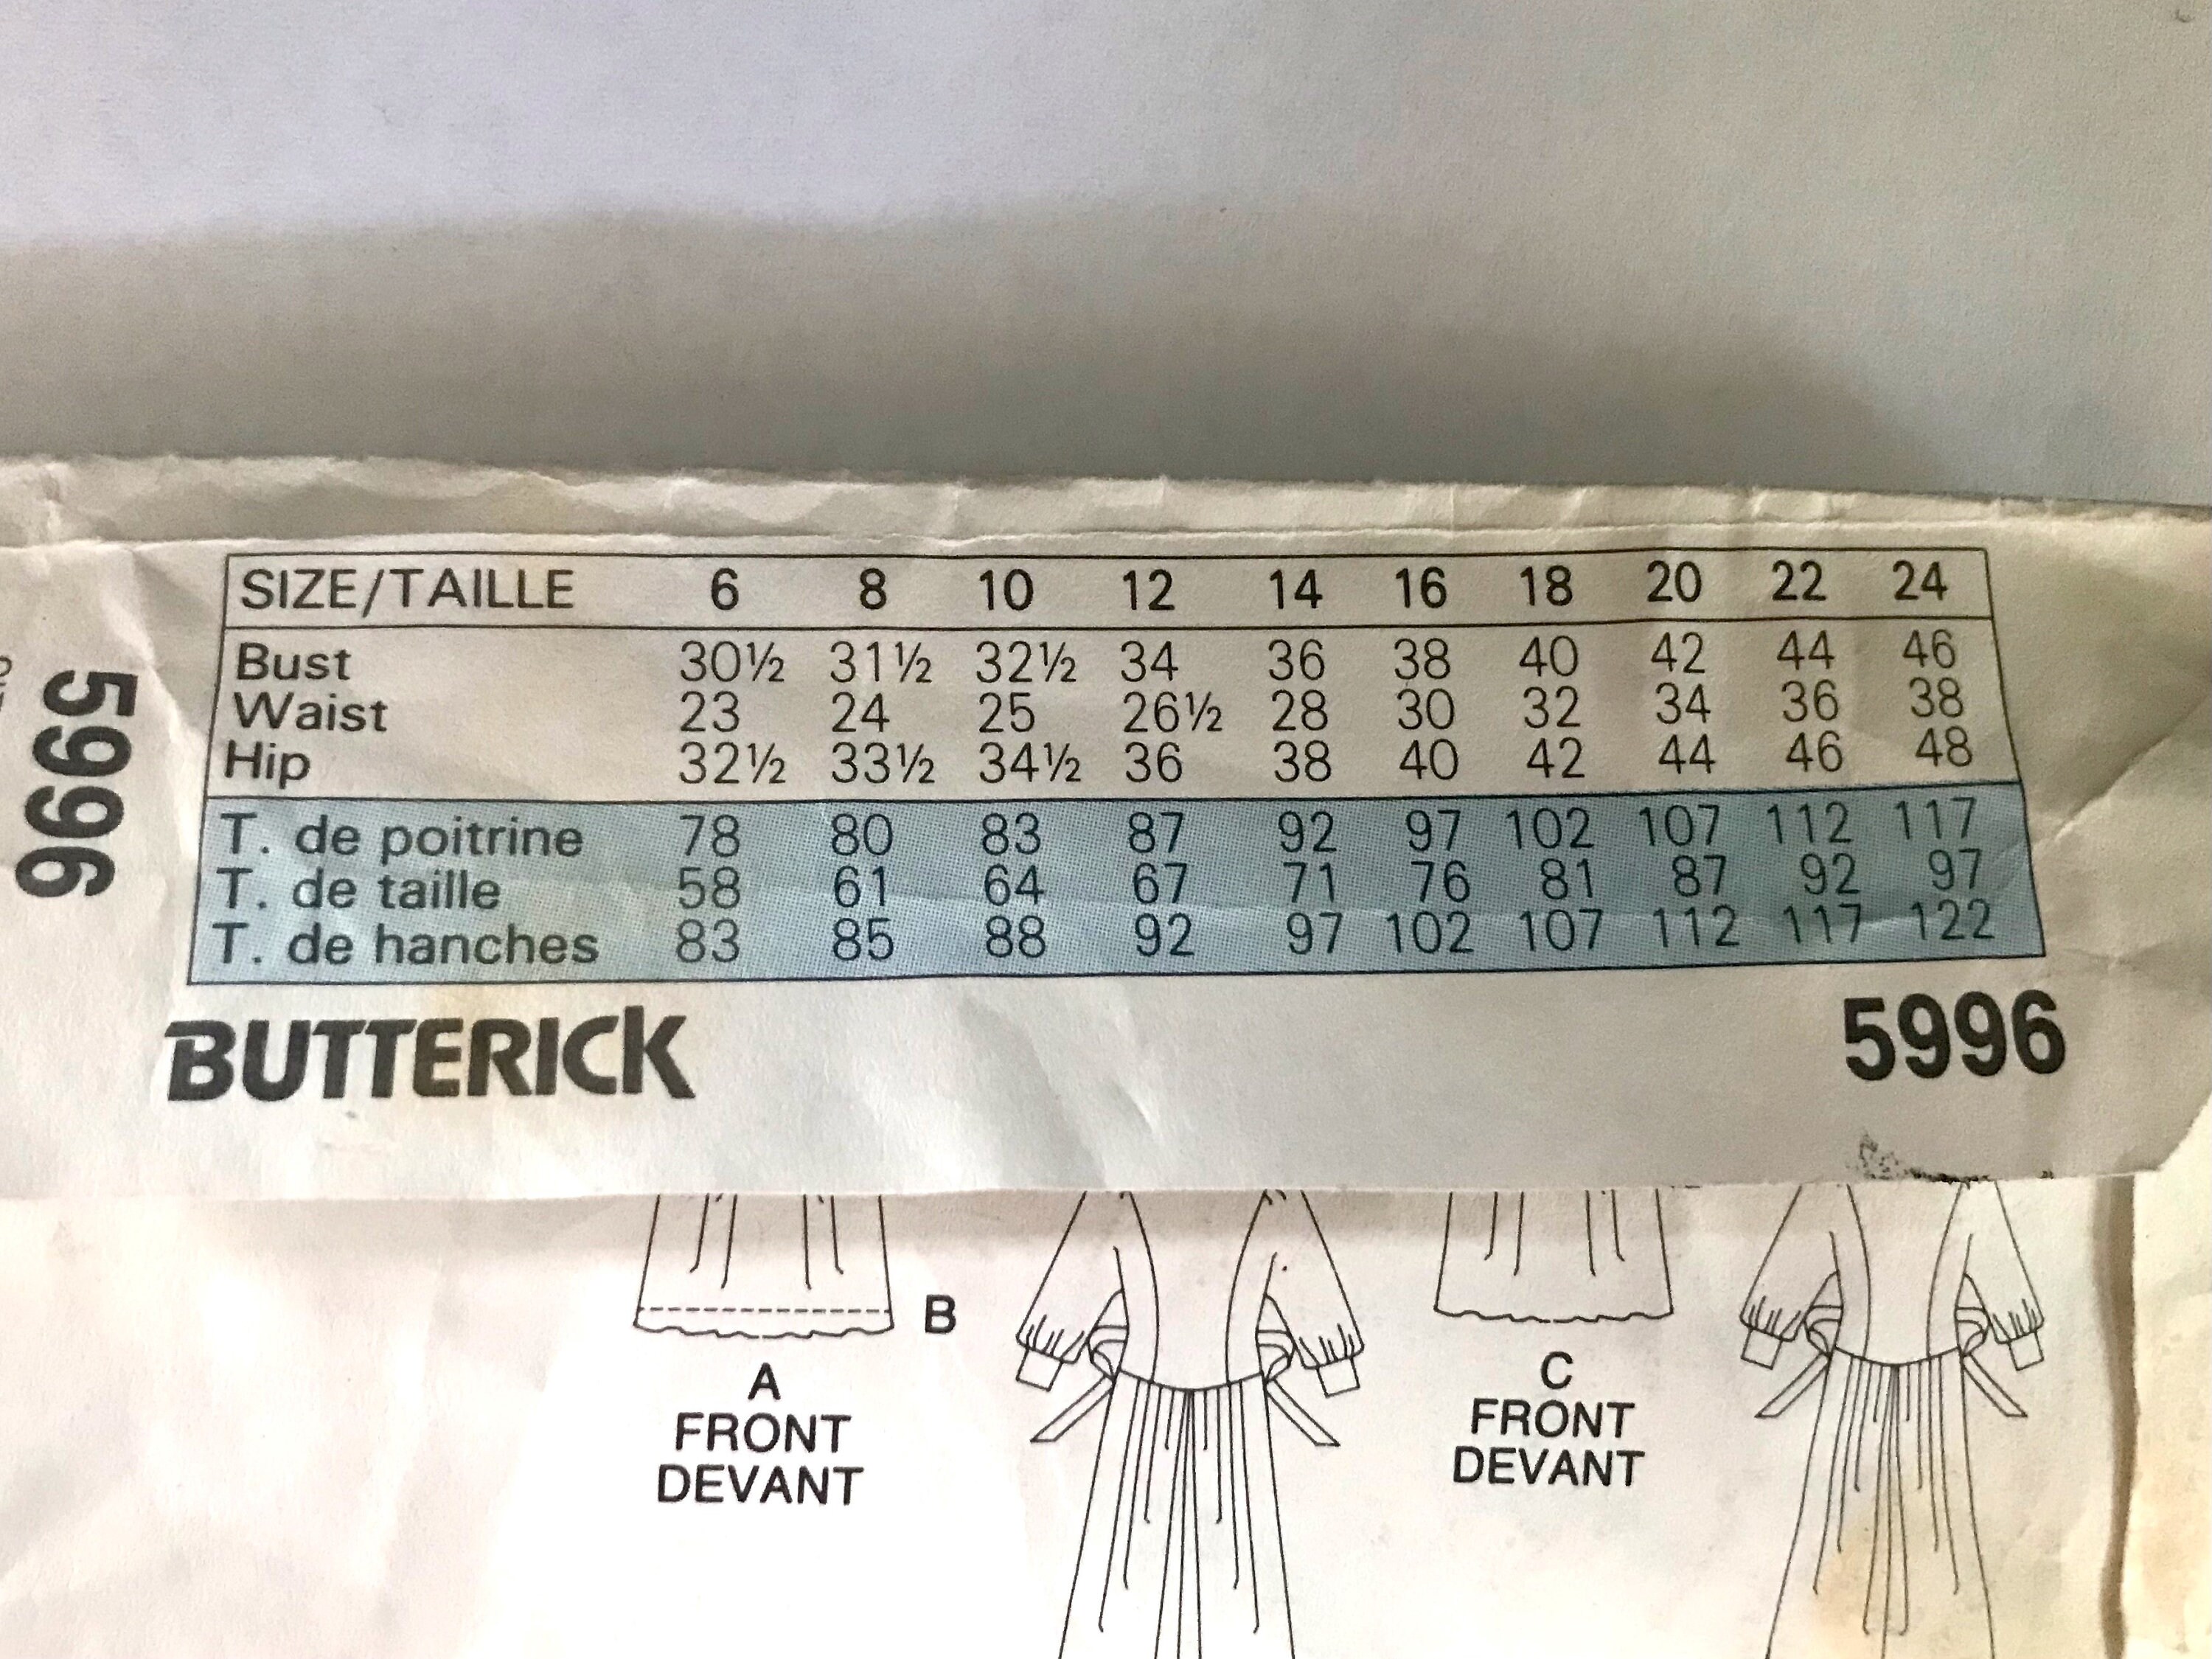 SIZE/TAILLE 6 8 10 12 14 16 18 20 22 24
Bust 30½ 31½ 32½ 34 36 38 40 42 44 46
Waist 23 24 25 26½ 28 30 32 34 36 38
Hip 32½ 33½ 34½ 36 38 40 42 44 46 48
T. de poitrine 78 80 83 87 92 97 102 107 112 117
T. de taille 58 61 64 67 71 76 81 87 92 97
T. de hanches 83 85 88 92 97 102 107 112 117 122
5996
BUTTERICK 5996
B
A
FRONT
DEVANT
C
FRONT
DEVANT